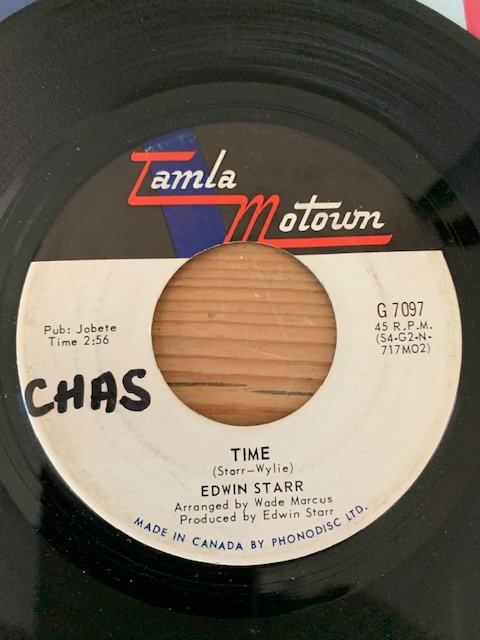 Tamla
Motown
G 7097
45 R.P.M.
(S4-G2-N-
717MO2)
Pub: Jobete
Time 2:56
CHAS
TIME
(Starr-Wylie)
EDWIN STARR
Arranged by Wade Marcus
Produced by Edwin Starr
MADE IN CANADA BY PHONODISC LTD.